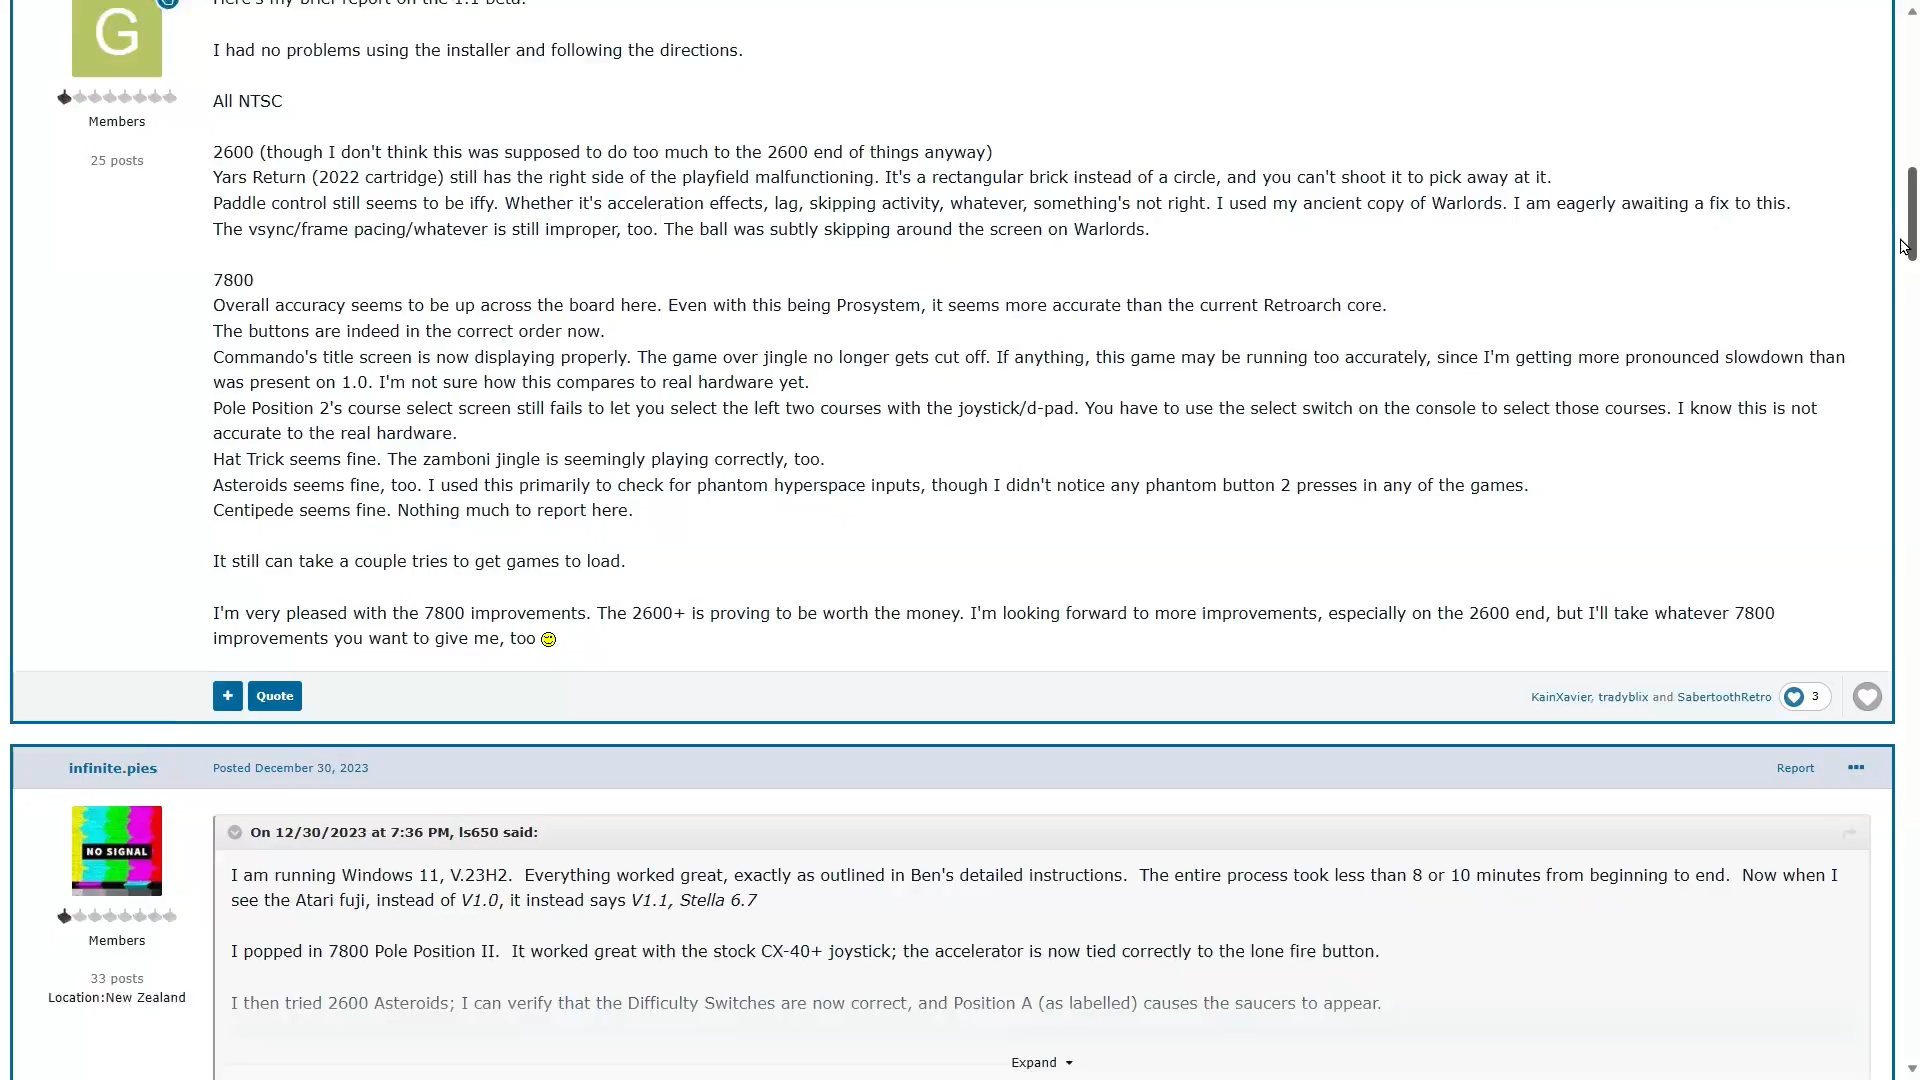 Here's my brief report on the 1.1 beta.
G
I had no problems using the installer and following the directions.
All NTSC
Members
25 posts
2600 (though I don't think this was supposed to do too much to the 2600 end of things anyway)
Yars Return (2022 cartridge) still has the right side of the playfield malfunctioning. It's a rectangular brick instead of a circle, and you can't shoot it to pick away at it.
Paddle control still seems to be iffy. Whether it's acceleration effects, lag, skipping activity, whatever, something's not right. I used my ancient copy of Warlords. I am eagerly awaiting a fix to this.
The vsync/frame pacing/whatever is still improper, too. The ball was subtly skipping around the screen on Warlords.
7800
Overall accuracy seems to be up across the board here. Even with this being Prosystem, it seems more accurate than the current Retroarch core.
The buttons are indeed in the correct order now.
Commando's title screen is now displaying properly. The game over jingle no longer gets cut off. If anything, this game may be running too accurately, since I'm getting more pronounced slowdown than
was present on 1.0. I'm not sure how this compares to real hardware yet.
Pole Position 2's course select screen still fails to let you select the left two courses with the joystick/d-pad. You have to use the select switch on the console to select those courses. I know this is not
accurate to the real hardware.
Hat Trick seems fine. The zamboni jingle is seemingly playing correctly, too.
Asteroids seems fine, too. I used this primarily to check for phantom hyperspace inputs, though I didn't notice any phantom button 2 presses in any of the games.
Centipede seems fine. Nothing much to report here.
It still can take a couple tries to get games to load.
I'm very pleased with the 7800 improvements. The 2600+ is proving to be worth the money. I'm looking forward to more improvements, especially on the 2600 end, but I'll take whatever 7800
improvements you want to give me, too
+ Quote
KainXavier, tradyblix and SabertoothRetro 3
infinite.pies
Posted December 30, 2023
Report
NO SIGNAL
Members
33 posts
Location:New Zealand
On 12/30/2023 at 7:36 PM, ls650 said:
I am running Windows 11, V.23H2.  Everything worked great, exactly as outlined in Ben's detailed instructions.  The entire process took less than 8 or 10 minutes from beginning to end.  Now when I
see the Atari fuji, instead of V1.0, it instead says V1.1, Stella 6.7
I popped in 7800 Pole Position II.  It worked great with the stock CX-40+ joystick; the accelerator is now tied correctly to the lone fire button.
I then tried 2600 Asteroids; I can verify that the Difficulty Switches are now correct, and Position A (as labelled) causes the saucers to appear.
Expand